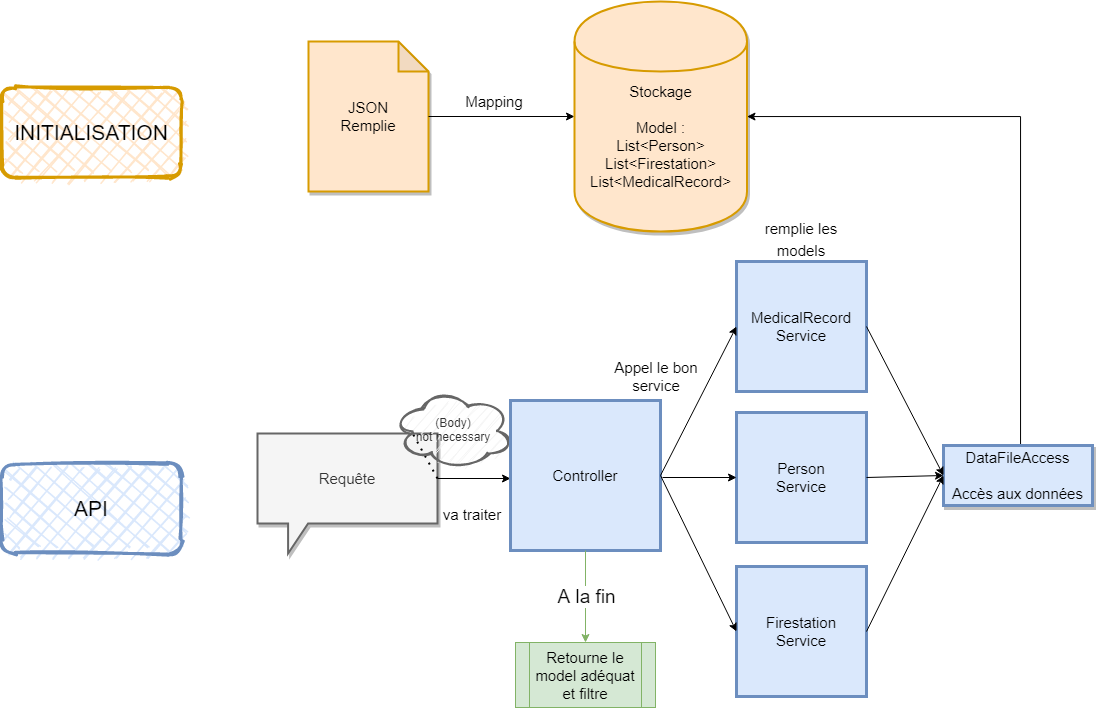 INITIALISATION
JSON
Remplie
Mapping
Stockage
Model :
List<Person>
List<Firestation>
List<MedicalRecord>
remplie les
models
MedicalRecord
Service
Appel le bon
service
(Body)
not necessary
API
Requête
va traiter
Controller
Person
Service
DataFileAccess
Accès aux données
A la fin
Firestation
Service
Retourne le
model adéquat
et filtre